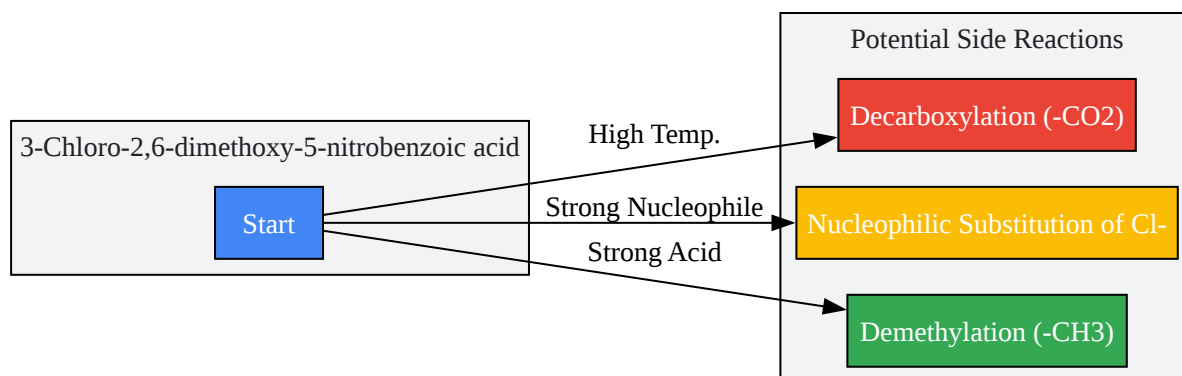 Potential Side Reactions
3-Chloro-2,6-dimethoxy-5-nitrobenzoic acid
Start
High Temp.
Strong Nucleophile
Strong Acid
Decarboxylation (-CO2)
Nucleophilic Substitution of Cl-
Demethylation (-CH3)